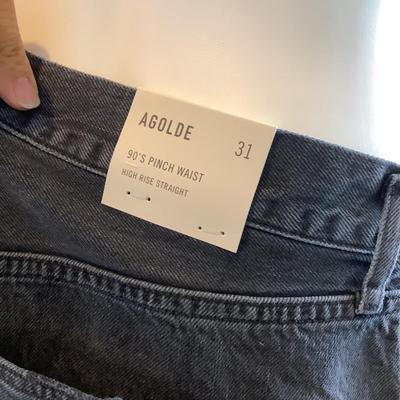 AGOLDE 31
90'S PINCH WAIST
HIGH RISE STRAIGHT